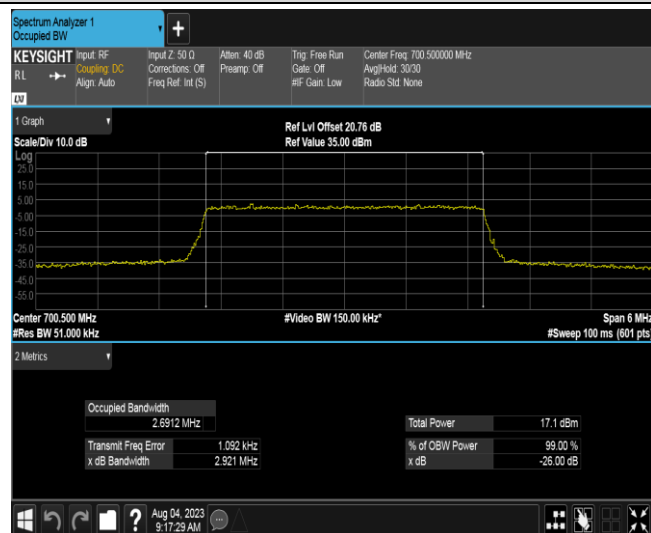 Spectrum Analyzer 1
Occupied BW
KEYSIGHT
R L
LXI
Input: RF
Coupling: DC
Align: Auto
Input Z: 50 Ω
Corrections: Off
Freq Ref: Int (S)
Atten: 40 dB
Preamp: Off
Trig: Free Run
Gate: Off
#IF Gain: Low
Center Freq: 700.500000 MHz
Avg|Hold: 30/30
Radio Std: None
1 Graph
Scale/Div 10.0 dB
Ref Lvl Offset 20.76 dB
Ref Value 35.00 dBm
Log
25.0
15.0
5.00
-5.00
-15.0
-25.0
-35.0
-45.0
-55.0
Center 700.500 MHz
#Res BW 51.000 kHz
#Video BW 150.00 kHz*
Span 6 MHz
#Sweep 100 ms (601 pts)
2 Metrics
Occupied Bandwidth
2.6912 MHz
Transmit Freq Error 1.092 kHz
x dB Bandwidth 2.921 MHz
Total Power 17.1 dBm
% of OBW Power 99.00 %
x dB -26.00 dB
?
Aug 04, 2023
9:17:29 AM